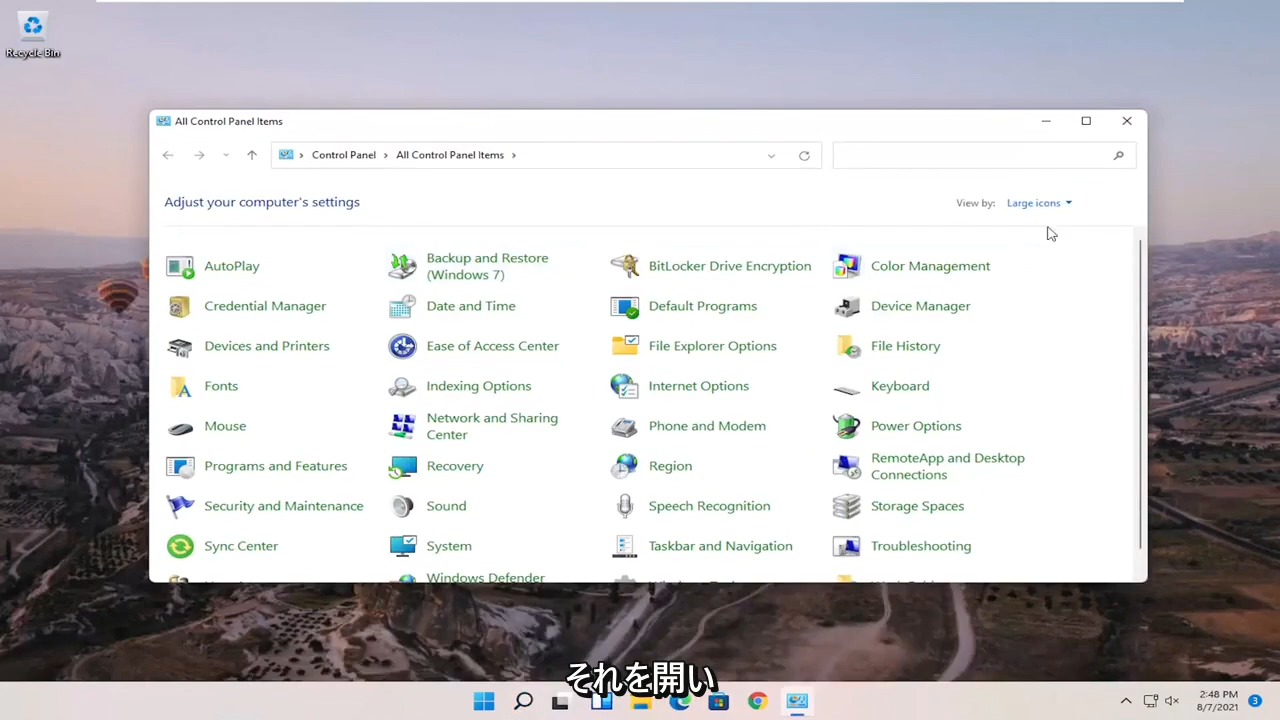 Recycle Bin
All Control Panel Items
Control Panel
All Control Panel Items
Adjust your computer's settings
View by:
Large icons
AutoPlay
Backup and Restore
(Windows 7)
BitLocker Drive Encryption
Color Management
Credential Manager
Date and Time
Default Programs
Device Manager
Devices and Printers
Ease of Access Center
File Explorer Options
File History
Fonts
Indexing Options
Internet Options
Keyboard
Mouse
Network and Sharing
Center
Phone and Modem
Power Options
Programs and Features
Recovery
Region
RemoteApp and Desktop
Connections
Security and Maintenance
Sound
Speech Recognition
Storage Spaces
Sync Center
System
Taskbar and Navigation
Troubleshooting
Windows Defender
それを開い
2:48 PM
8/7/2021
3